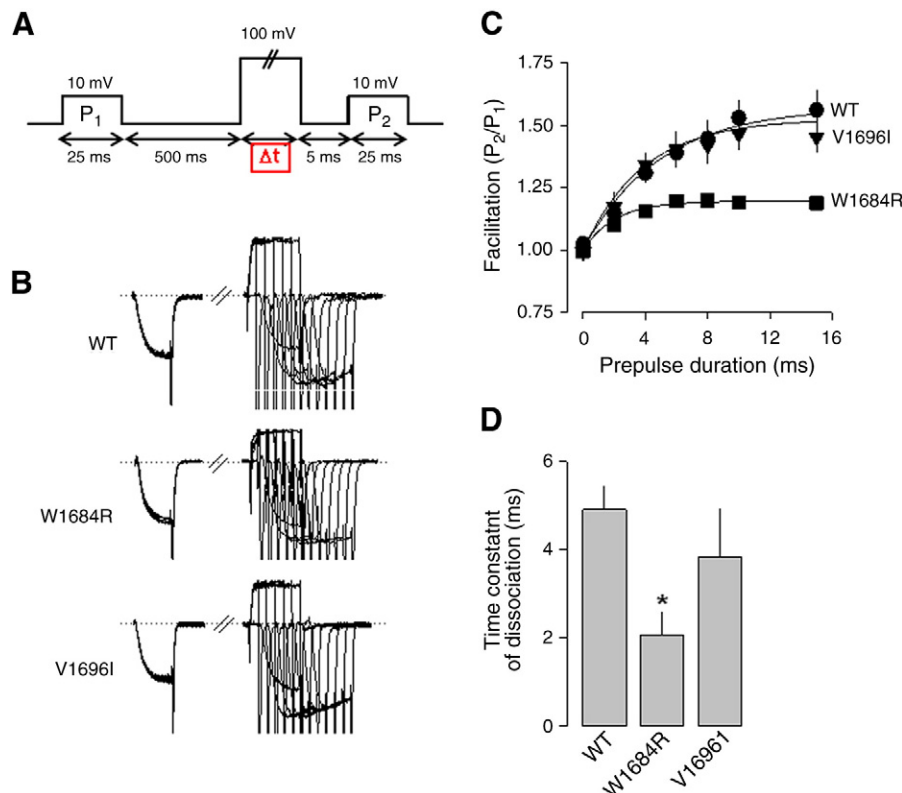 A
100 mV
10 mV
10 mV
P1
P2
25 ms
500 ms
Δt
5 ms
25 ms
B
WT
W1684R
V1696I
C
Facilitation (P2/P1)
1.75
1.50
1.25
1.00
0.75
WT
V1696I
W1684R
0
4
8
12
16
Prepulse duration (ms)
D
Time constatnt
of dissociation (ms)
6
4
2
0
*
WT
W1684R
V16961